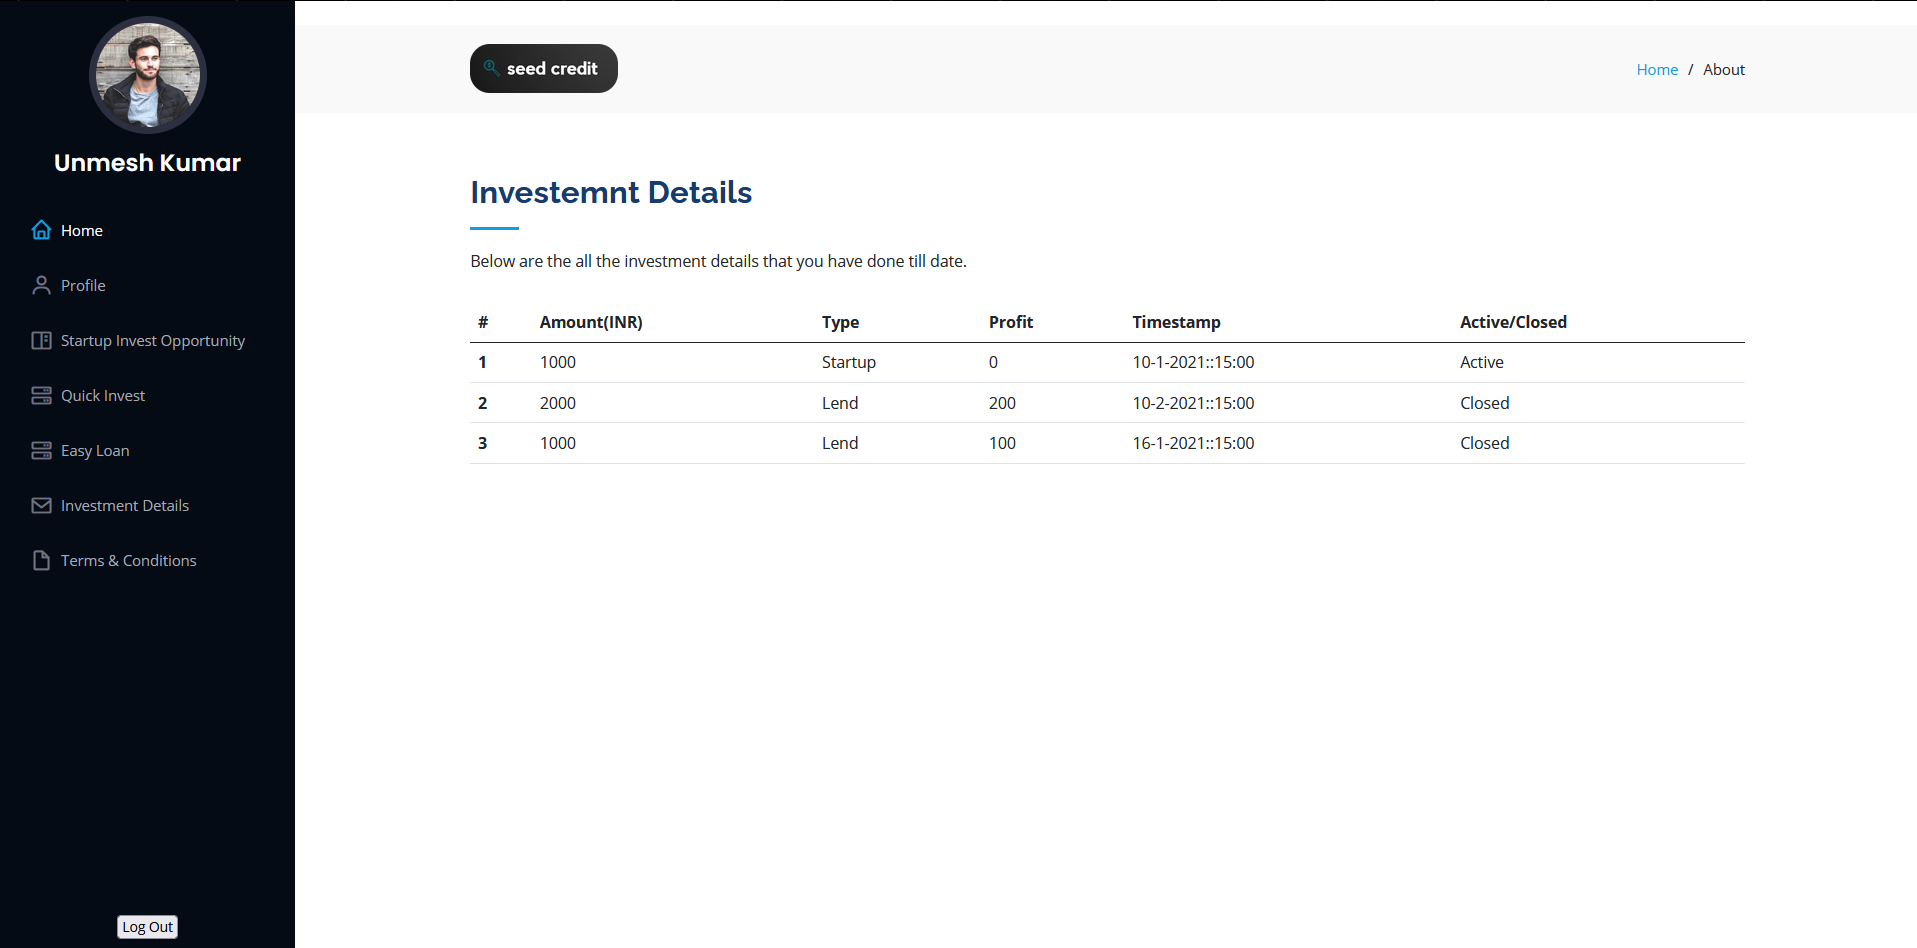 Unmesh Kumar
Home
Profile
Startup Invest Opportunity
Quick Invest
Easy Loan
Investment Details
Terms & Conditions
Log Out
seed credit
Home / About
Investemnt Details
Below are the all the investment details that you have done till date.
# Amount(INR) Type Profit Timestamp Active/Closed
1 1000 Startup 0 10-1-2021::15:00 Active
2 2000 Lend 200 10-2-2021::15:00 Closed
3 1000 Lend 100 16-1-2021::15:00 Closed